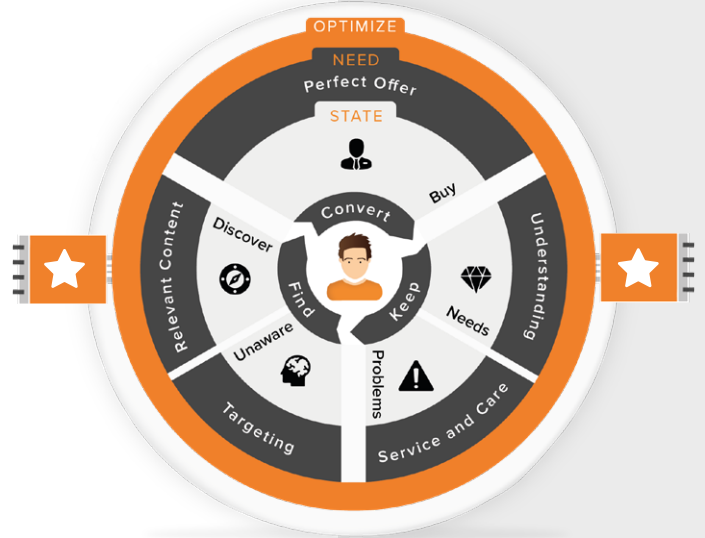 OPTIMIZE
NEED
Perfect Offer
STATE
Buy
Convert
Discover
Relevant Content
Understanding
Find
Keep
Needs
Unaware
Problems
Targeting
Service and Care